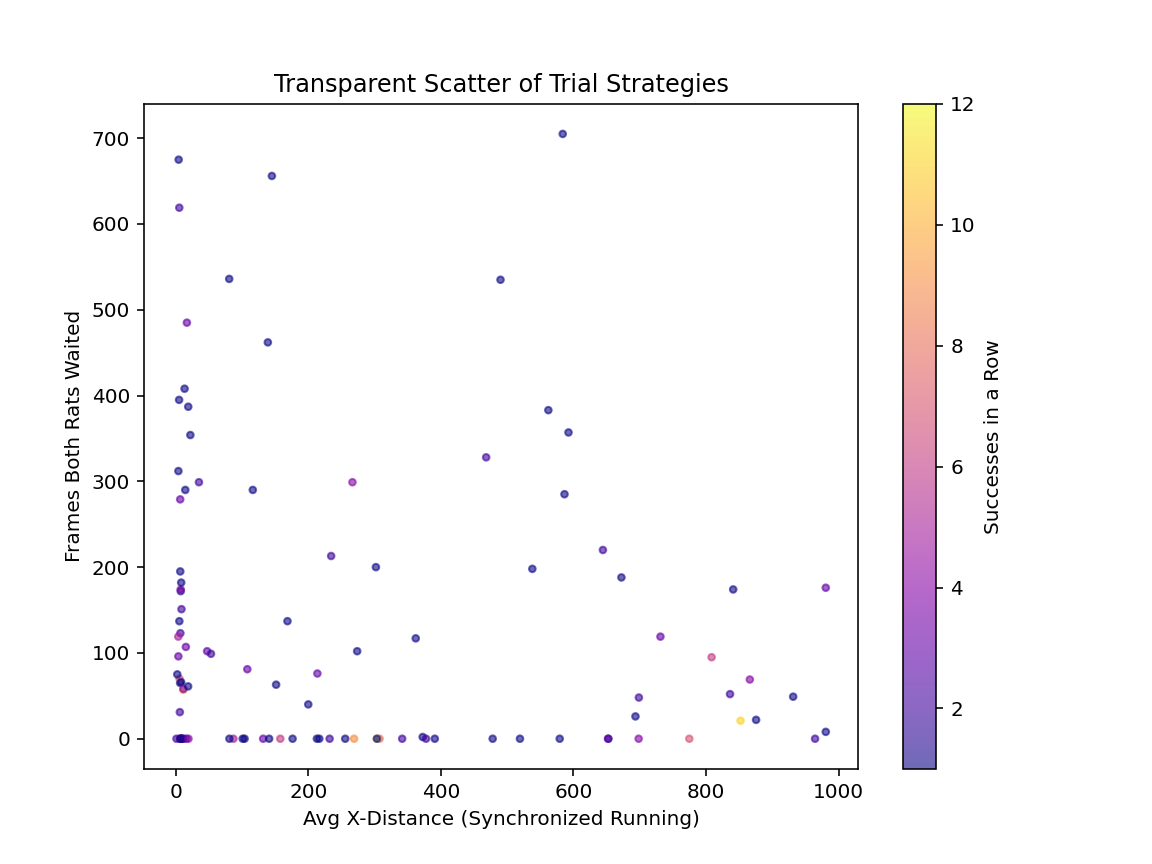 Transparent Scatter of Trial Strategies
700
600
500
400
300
200
100
0
Frames Both Rats Waited
0 200 400 600 800 1000
Avg X-Distance (Synchronized Running)
12
10
8
6
4
2
Successes in a Row